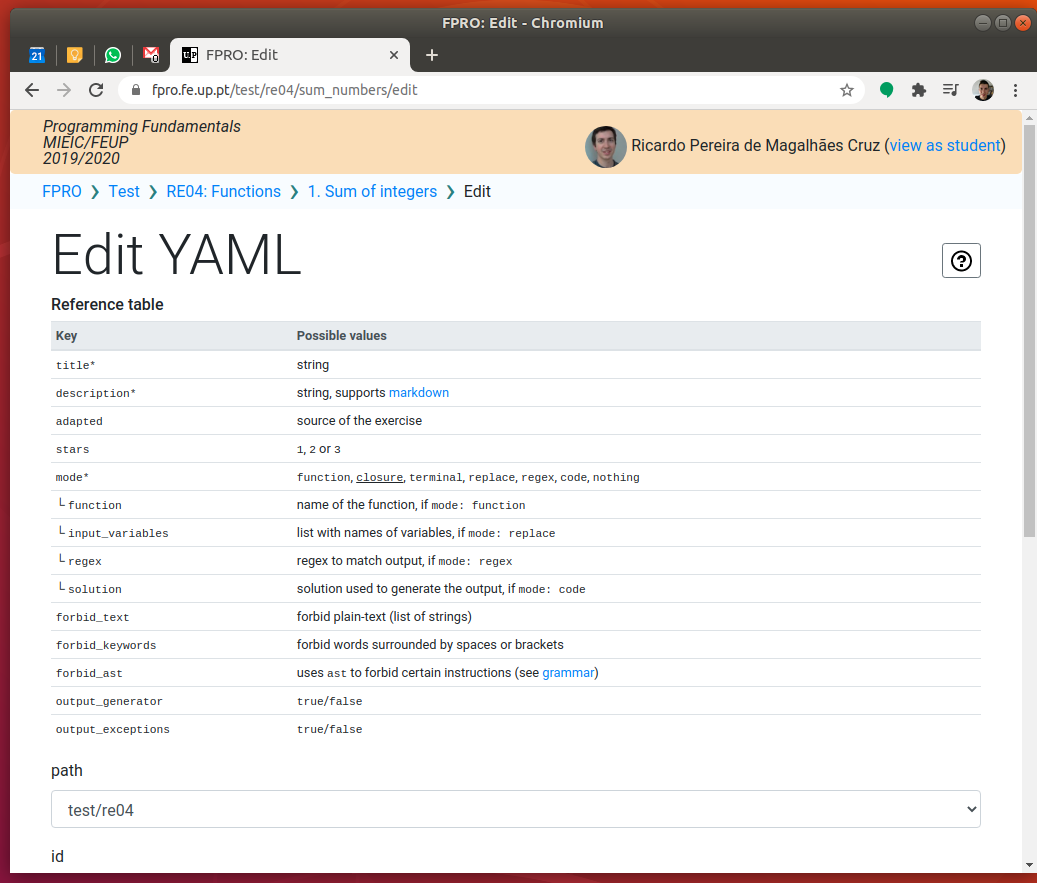 FPRO: Edit - Chromium
21
0
U.P
FPRO: Edit
fpro.fe.up.pt/test/re04/sum_numbers/edit
Programming Fundamentals
MIEIC/FEUP
2019/2020
Ricardo Pereira de Magalhães Cruz (view as student)
FPRO ❯ Test ❯ RE04: Functions ❯ 1. Sum of integers ❯ Edit
Edit YAML
?
Reference table
Key Possible values
title* string
description* string, supports markdown
adapted source of the exercise
stars 1, 2 or 3
mode* function, closure, terminal, replace, regex, code, nothing
└ function name of the function, if mode: function
└ input_variables list with names of variables, if mode: replace
└ regex regex to match output, if mode: regex
└ solution solution used to generate the output, if mode: code
forbid_text forbid plain-text (list of strings)
forbid_keywords forbid words surrounded by spaces or brackets
forbid_ast uses ast to forbid certain instructions (see grammar)
output_generator true/false
output_exceptions true/false
path
test/re04
id